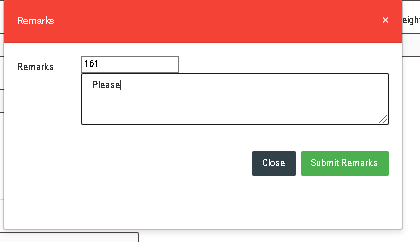 Remarks ×
Remarks 161
Please
Close Submit Remarks